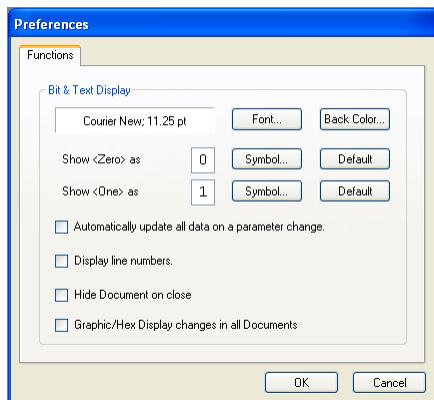 Preferences
Functions
Bit & Text Display
Courier New; 11.25 pt Font... Back Color...
Show <Zero> as 0 Symbol... Default
Show <One> as 1 Symbol... Default
Automatically update all data on a parameter change.
Display line numbers.
Hide Document on close
Graphic/Hex Display changes in all Documents
OK Cancel